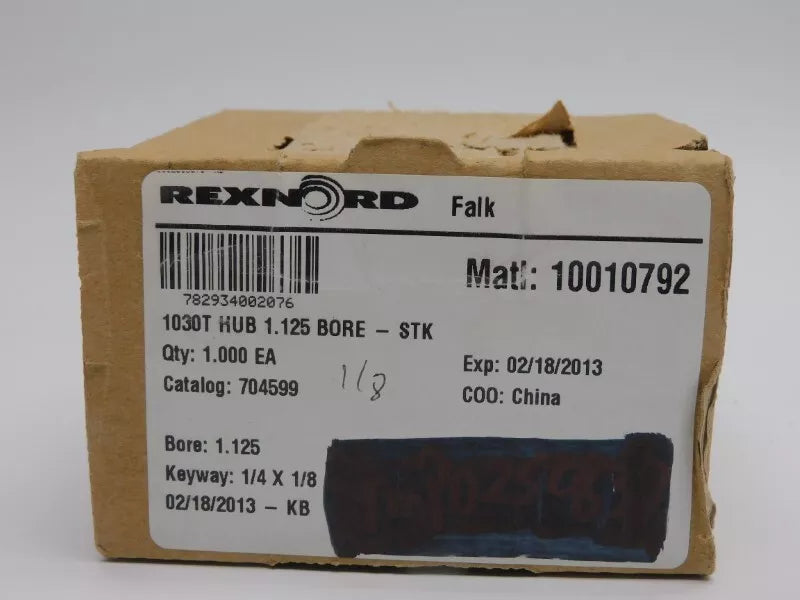 REXNORD Falk
Matl: 10010792
782934002076
1030T HUB 1.125 BORE – STK
Qty: 1.000 EA
Exp: 02/18/2013
Catalog: 704599
1/8
COO: China
Bore: 1.125
Keyway: 1/4 X 1/8
02/18/2013 – KB